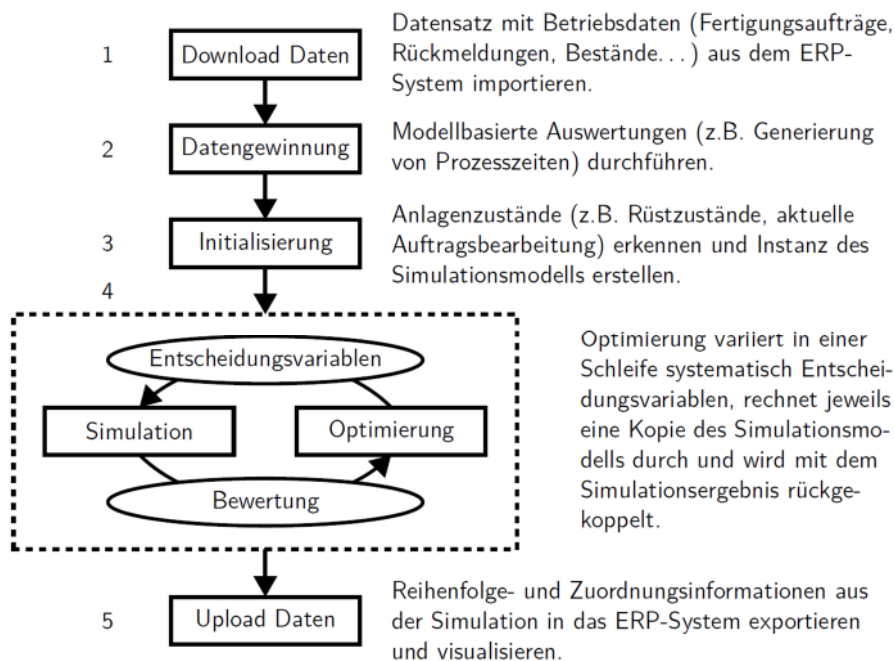 1
Download Daten
Datensatz mit Betriebsdaten (Fertigungsaufträge,
Rückmeldungen, Bestände...) aus dem ERP-
System importieren.
2
Datengewinnung
Modellbasierte Auswertungen (z.B. Generierung
von Prozesszeiten) durchführen.
3
Initialisierung
Anlagenzustände (z.B. Rüstzustände, aktuelle
Auftragsbearbeitung) erkennen und Instanz des
Simulationsmodells erstellen.
4
Entscheidungsvariablen
Simulation
Optimierung
Bewertung
Optimierung variiert in einer
Schleife systematisch Entschei-
dungsvariablen, rechnet jeweils
eine Kopie des Simulationsmo-
dells durch und wird mit dem
Simulationsergebnis rückge-
koppelt.
5
Upload Daten
Reihenfolge- und Zuordnungsinformationen aus
der Simulation in das ERP-System exportieren
und visualisieren.